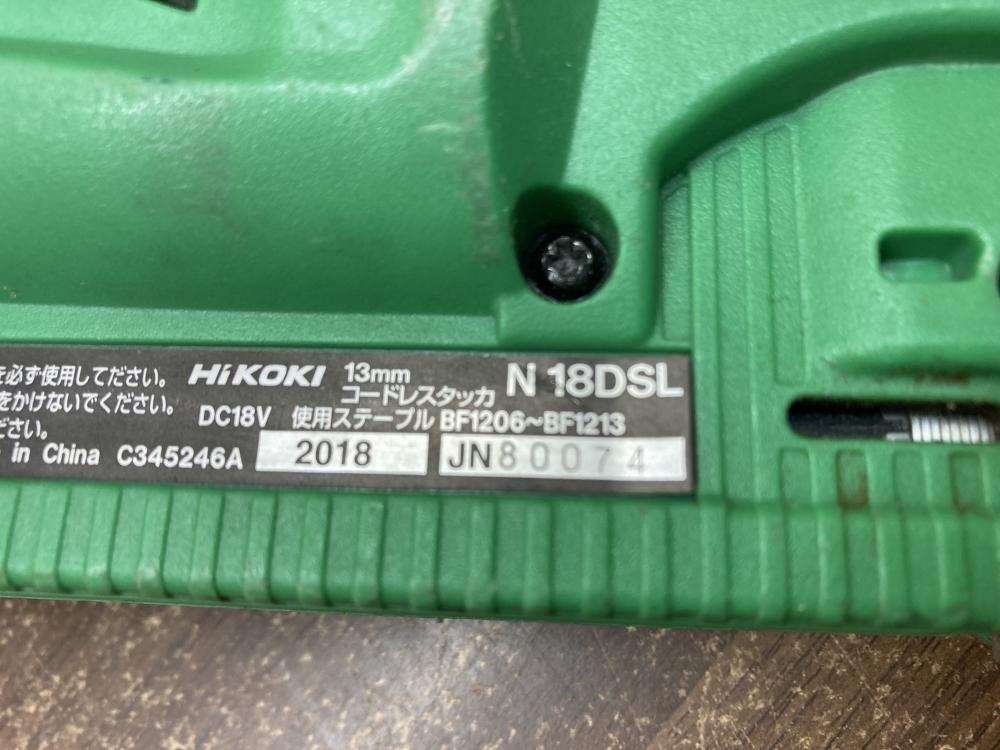 を必ず使用してください。 HiKOKI 13mm コードレスタッカ N 18DSL
をかけないでください。 DC18V 使用ステープル BF1206～BF1213
ださい。
in China C345246A 2018 JN80074